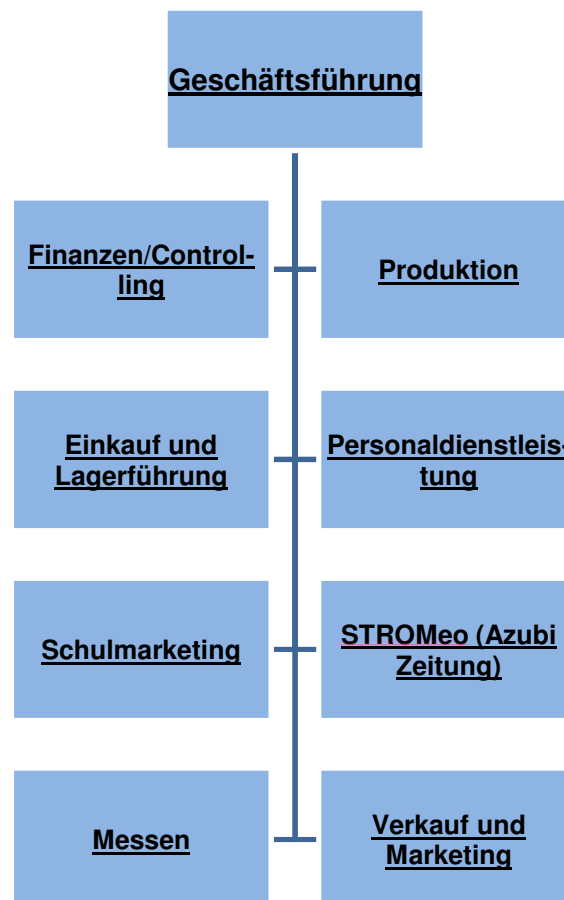 Geschäftsführung
Finanzen/Control-
ling
Produktion
Einkauf und
Lagerführung
Personaldienstleis-
tung
Schulmarketing
STROMeo (Azubi
Zeitung)
Messen
Verkauf und
Marketing